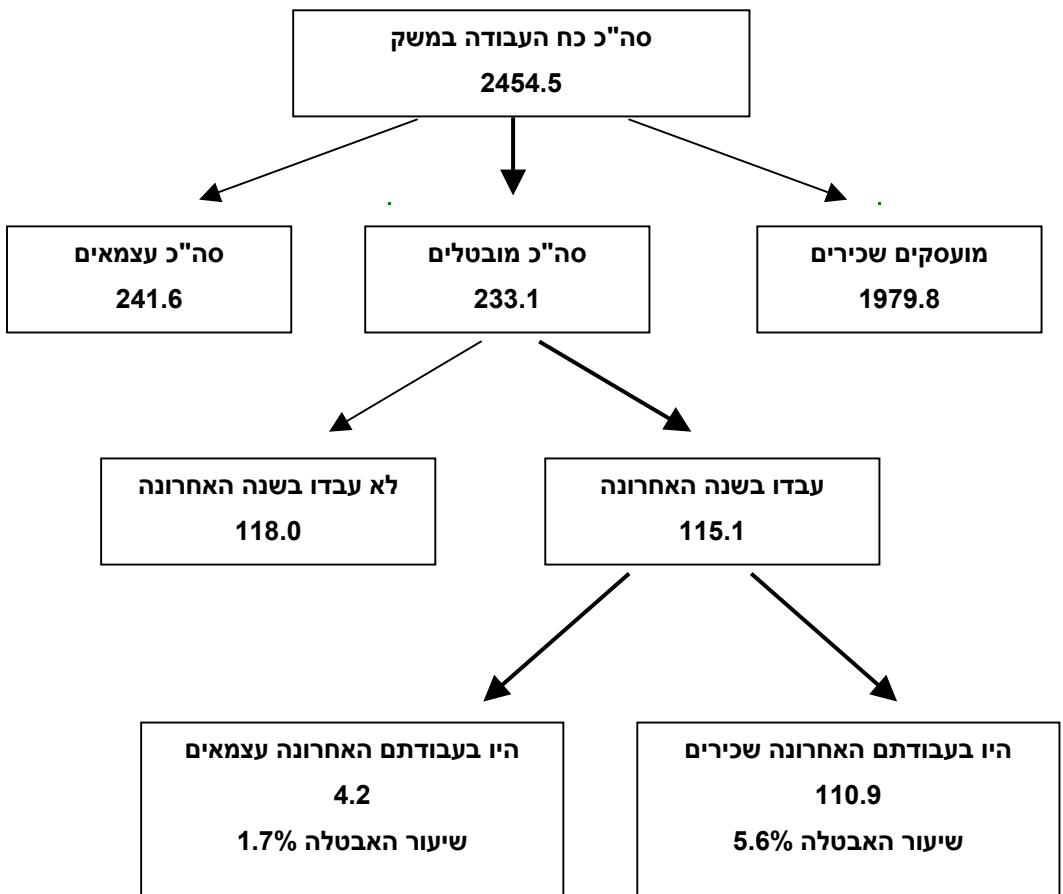 סה"כ כח העבודה במשק
2454.5
מועסקים שכירים
1979.8
סה"כ מובטלים
233.1
סה"כ עצמאים
241.6
עבדו בשנה האחרונה
115.1
לא עבדו בשנה האחרונה
118.0
היו בעבודתם האחרונה שכירים
110.9
שיעור האבטלה 5.6%
היו בעבודתם האחרונה עצמאים
4.2
שיעור האבטלה 1.7%